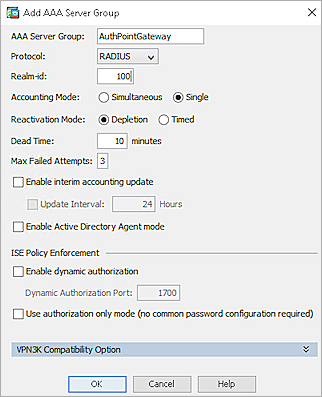 Add AAA Server Group
AAA Server Group: AuthPointGateway
Protocol: RADIUS
Realm-id: 100
Accounting Mode: Simultaneous Single
Reactivation Mode: Depletion Timed
Dead Time: 10 minutes
Max Failed Attempts: 3
Enable interim accounting update
Update Interval: 24 Hours
Enable Active Directory Agent mode
ISE Policy Enforcement
Enable dynamic authorization
Dynamic Authorization Port: 1700
Use authorization only mode (no common password configuration required)
VPN3K Compatibility Option
OK Cancel Help